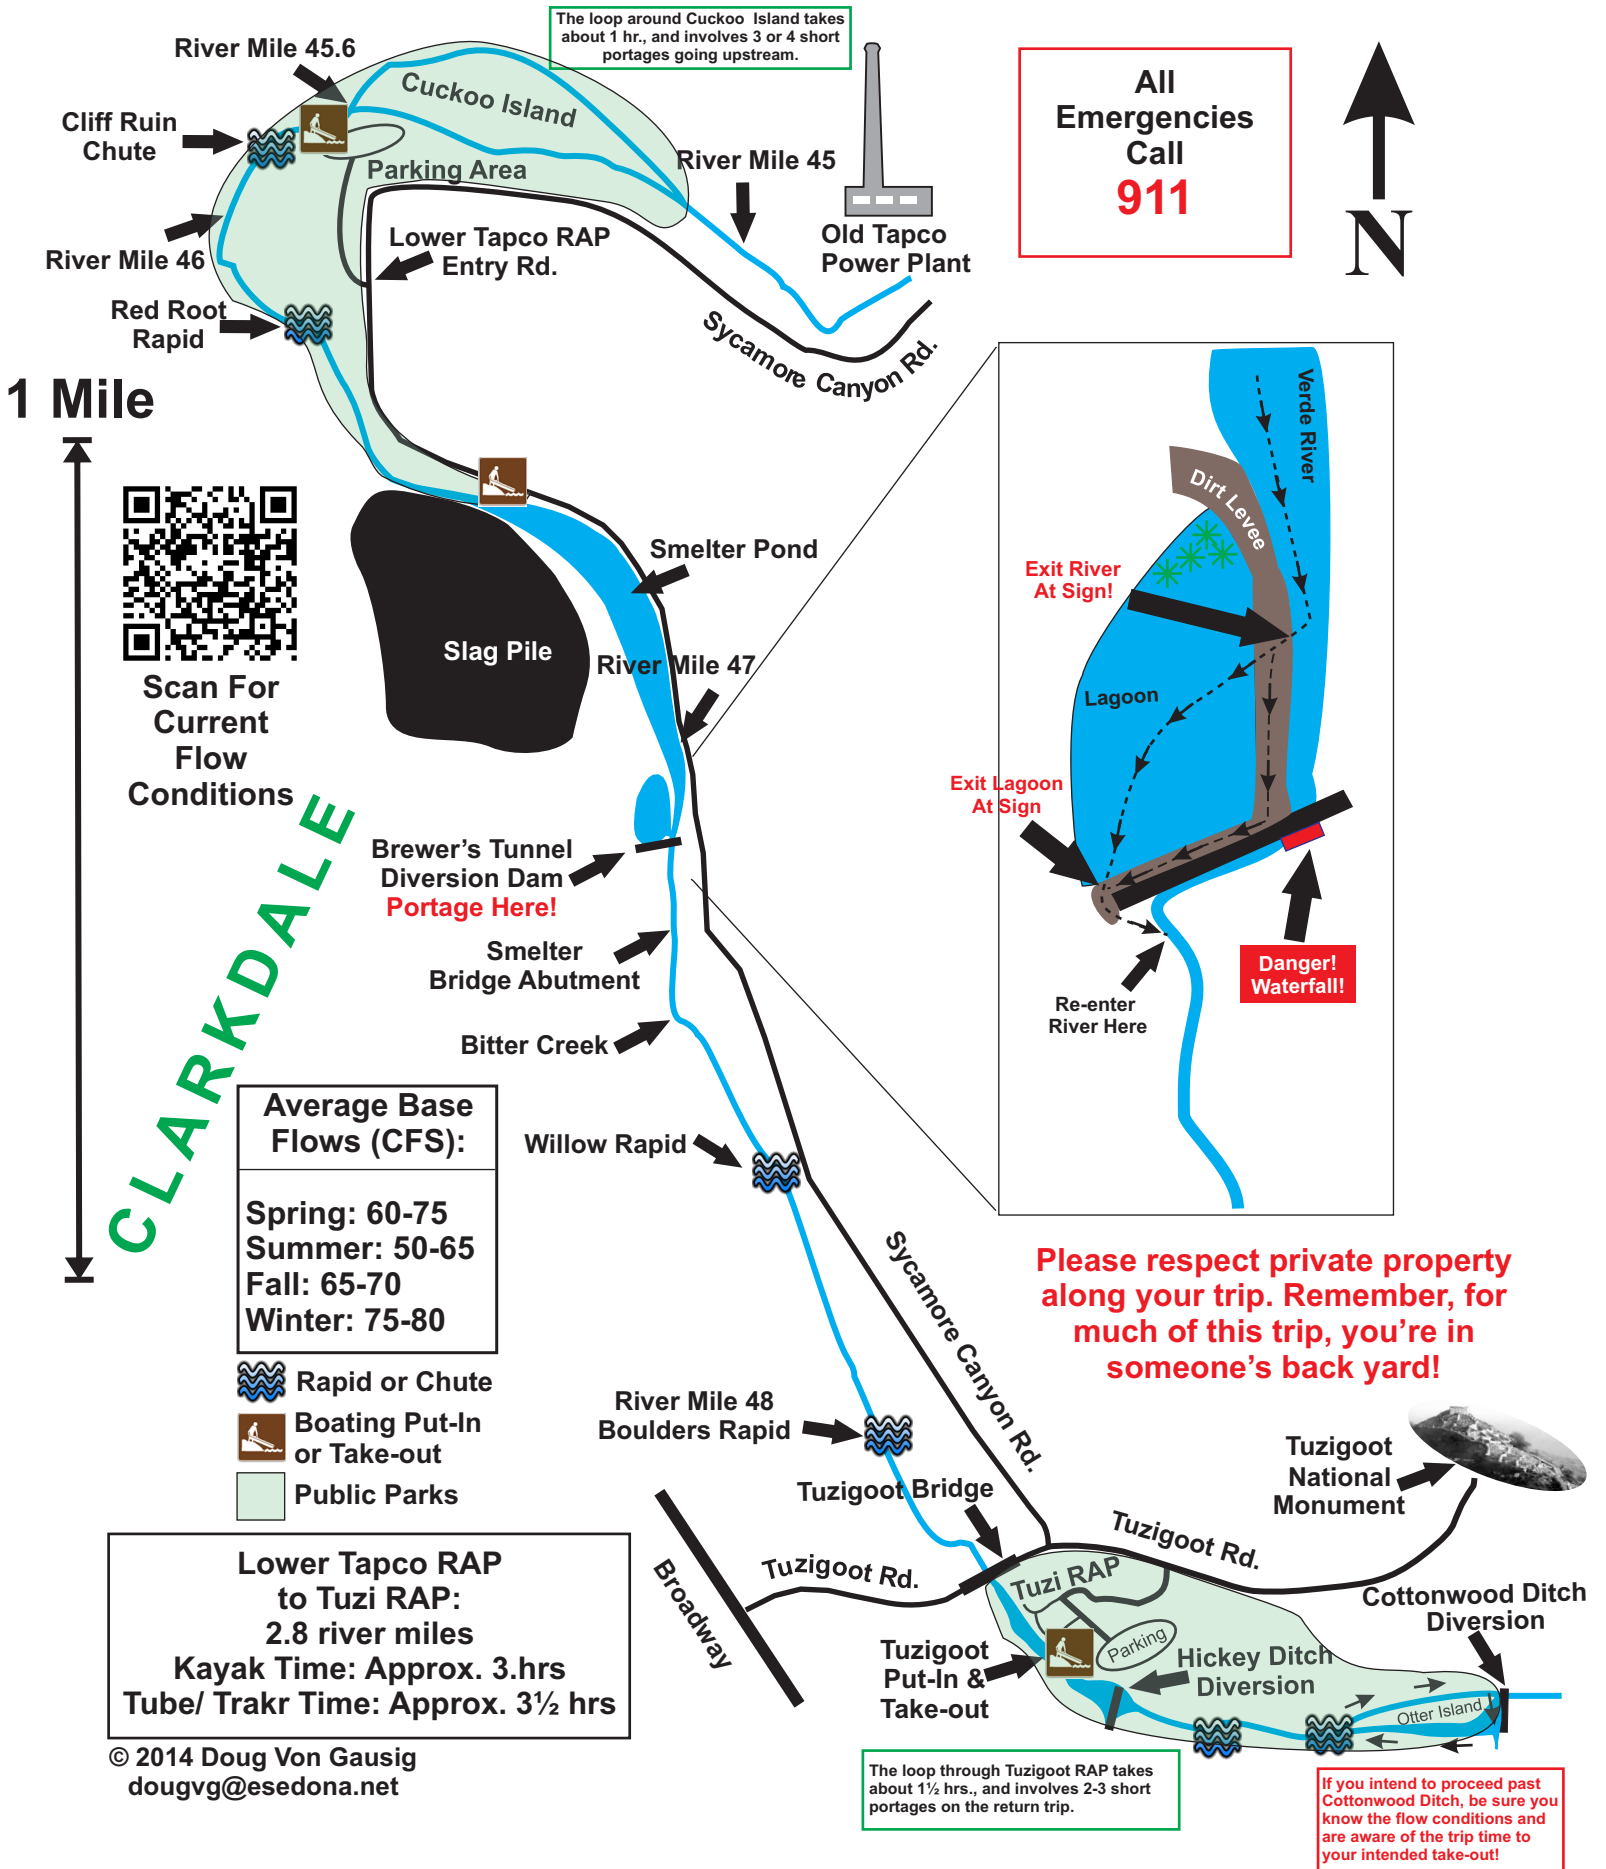 The loop around Cuckoo Island takes
about 1 hr., and involves 3 or 4 short
portages going upstream.
River Mile 45.6
Cuckoo Island
Cliff Ruin
Chute
Parking Area
River Mile 45
All
Emergencies
Call
911
N
Old Tapco
Power Plant
Lower Tapco RAP
Entry Rd.
River Mile 46
Red Root
Rapid
Sycamore Canyon Rd.
1 Mile
Verde River
Dirt Levee
Exit River
At Sign!
Lagoon
Exit Lagoon
At Sign
Danger!
Waterfall!
Re-enter
River Here
Smelter Pond
Slag Pile
River Mile 47
Scan For
Current
Flow
Conditions
CLARKDALE
Brewer's Tunnel
Diversion Dam
Portage Here!
Smelter
Bridge Abutment
Bitter Creek
Average Base
Flows (CFS):
Spring: 60-75
Summer: 50-65
Fall: 65-70
Winter: 75-80
Willow Rapid
Sycamore Canyon Rd.
Please respect private property
along your trip. Remember, for
much of this trip, you're in
someone's back yard!
Rapid or Chute
Boating Put-In
or Take-out
Public Parks
River Mile 48
Boulders Rapid
Tuzigoot Bridge
Tuzigoot
National
Monument
Tuzigoot Rd.
Tuzigoot Rd.
Broadway
Tuzi RAP
Parking
Cottonwood Ditch
Diversion
Tuzigoot
Put-In &
Take-out
Hickey Ditch
Diversion
Otter Island
Lower Tapco RAP
to Tuzi RAP:
2.8 river miles
Kayak Time: Approx. 3.hrs
Tube/ Trakr Time: Approx. 3½ hrs
© 2014 Doug Von Gausig
dougvg@esedona.net
The loop through Tuzigoot RAP takes
about 1½ hrs., and involves 2-3 short
portages on the return trip.
If you intend to proceed past
Cottonwood Ditch, be sure you
know the flow conditions and
are aware of the trip time to
your intended take-out!